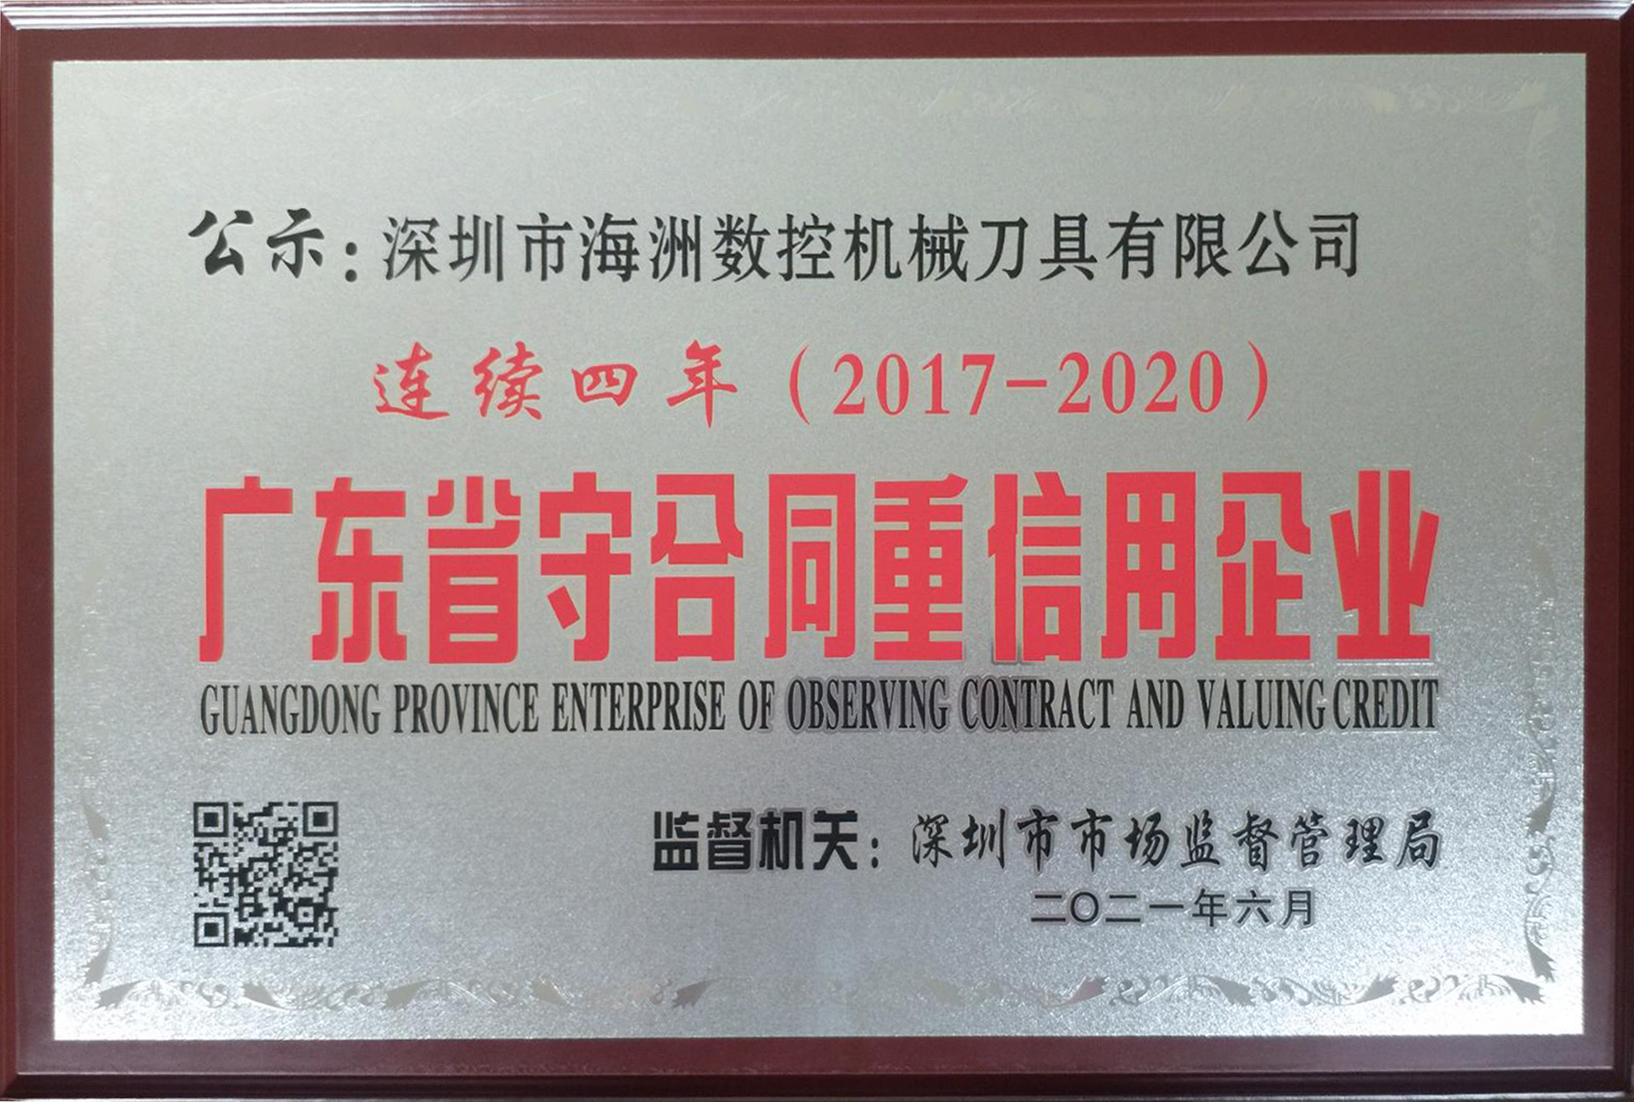 公示:深圳市海洲数控机械刀具有限公司
连续四年(2017-2020)
广东省守合同重信用企业
GUANGDONG PROVINCE ENTERPRISE OF OBSERVING CONTRACT AND VALUING CREDIT
监督机关:深圳市市场监督管理局
二〇二一年六月